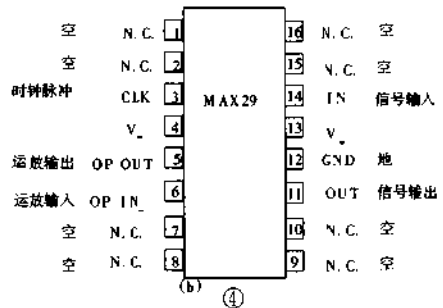 空 N.C. 1 16 N.C. 空
空 N.C. 2 15 N.C. 空
时钟脉冲 CLK 3 MAX29 14 IN 信号输入
V_ 4 13 V+
运放输出 OP OUT 5 12 GND 地
运放输入 OP IN_ 6 11 OUT 信号输出
空 N.C. 7 10 N.C. 空
空 N.C. 8 9 N.C. 空
(b) ④